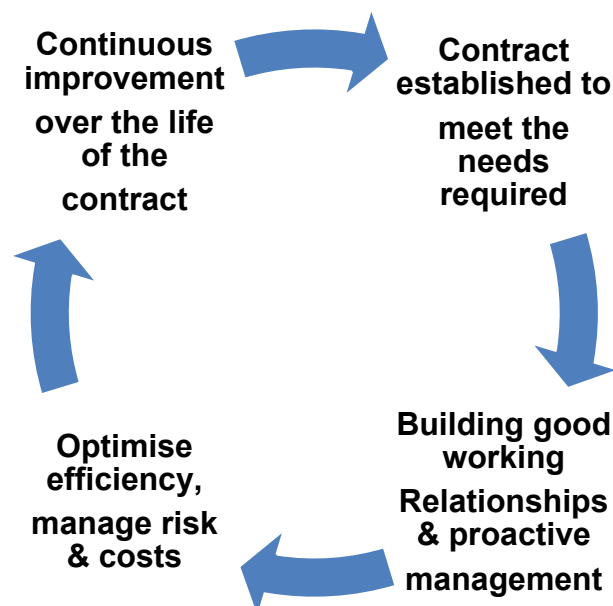 Continuous
improvement
over the life
of the
contract
Contract
established to
meet the
needs
required
Building good
working
Relationships
& proactive
management
Optimise
efficiency,
manage risk
& costs